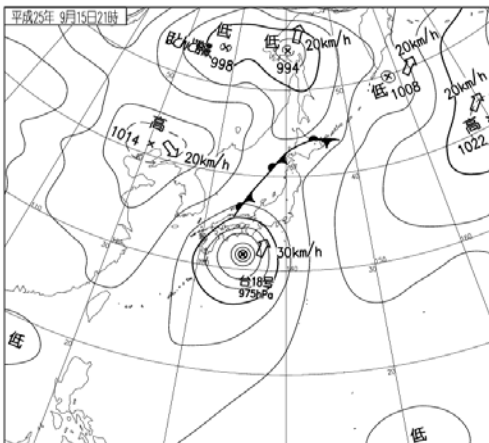 平成25年 9月15日21時
低
998
低
994
20km/h
20km/h
低
1008
20km/h
高
1022
高
1014
20km/h
30km/h
台18号
975hPa
低
低